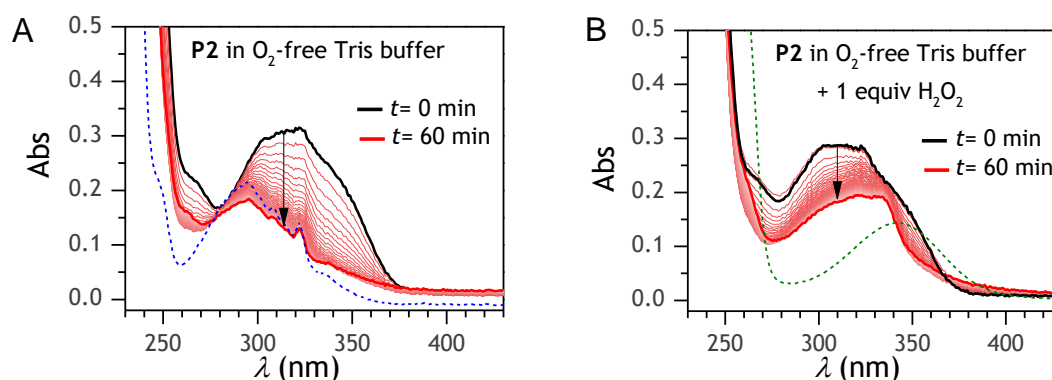 A
P2 in O₂-free Tris buffer
t= 0 min
t= 60 min
Abs
0.5
0.4
0.3
0.2
0.1
0.0
250 300 350 400
λ (nm)
B
P2 in O₂-free Tris buffer
+ 1 equiv H₂O₂
t= 0 min
t= 60 min
Abs
0.5
0.4
0.3
0.2
0.1
0.0
250 300 350 400
λ (nm)